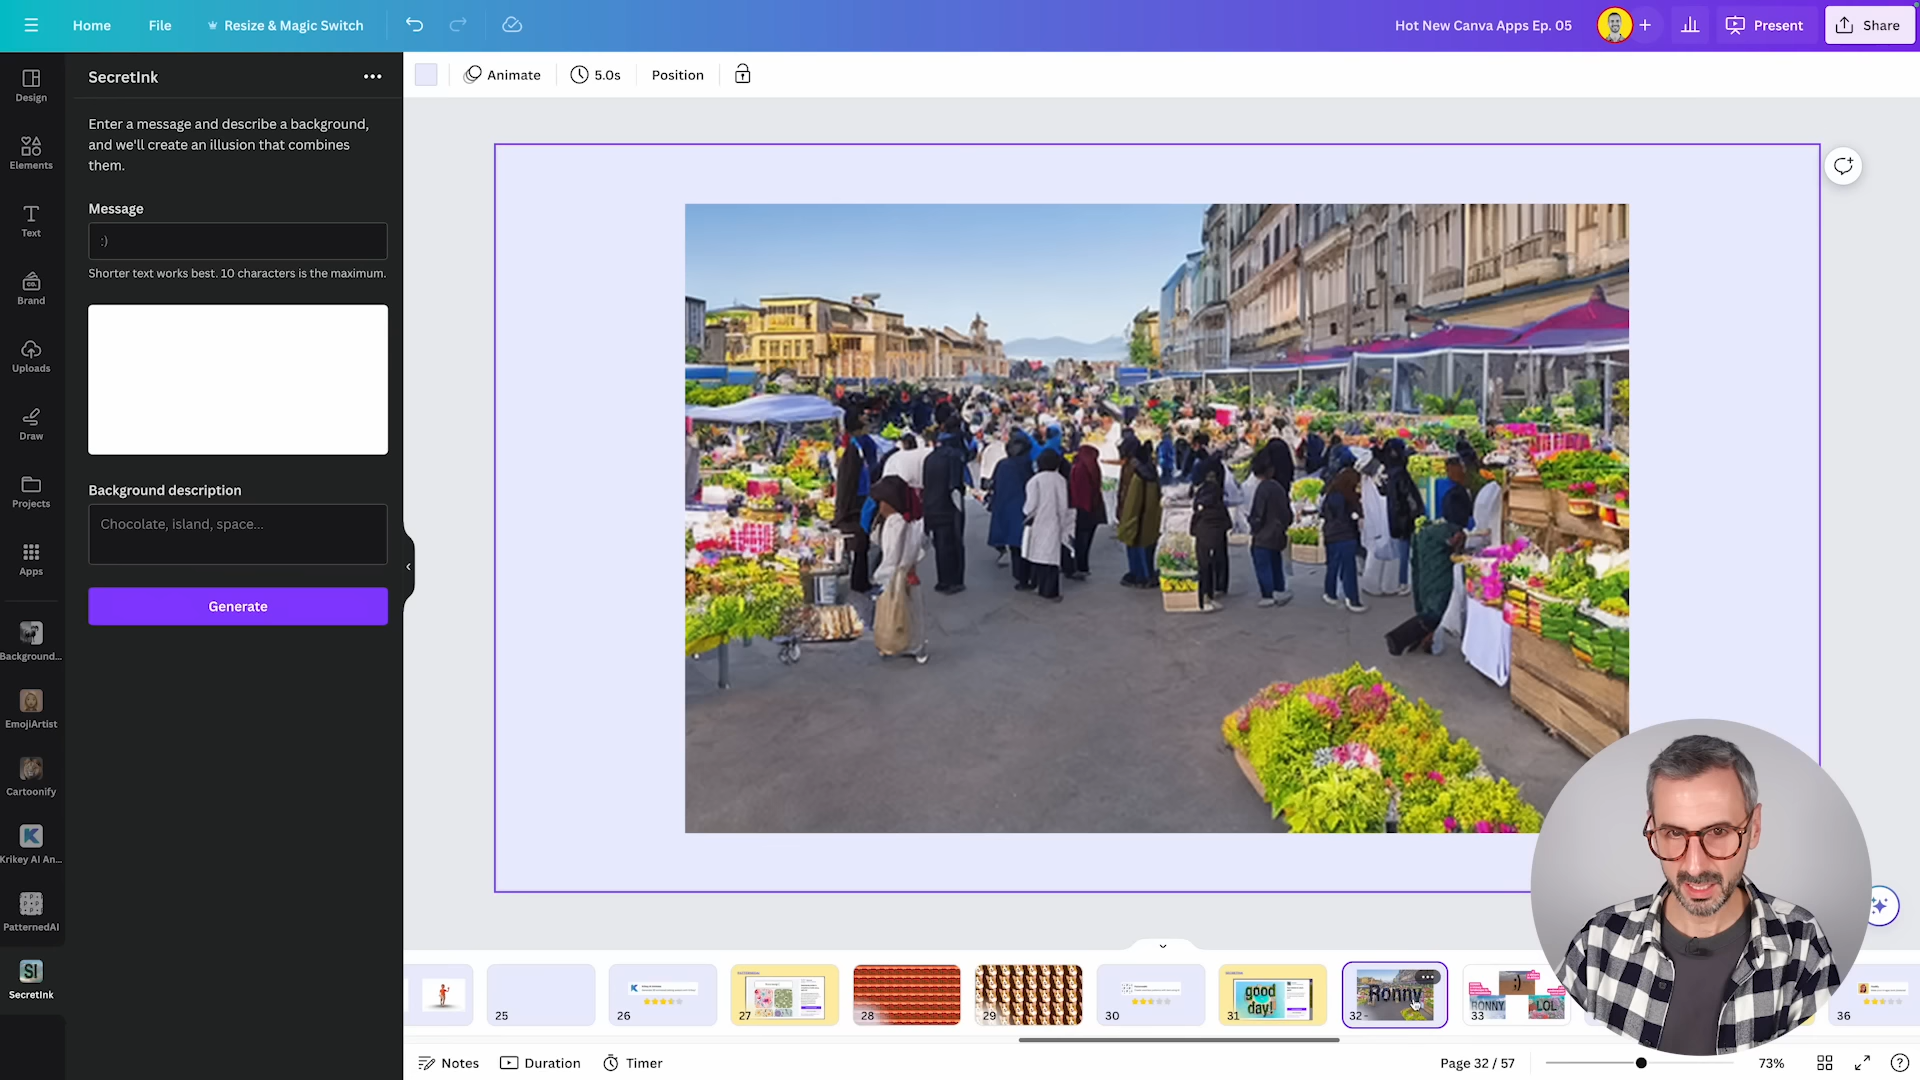 Home
File
Resize & Magic Switch
Hot New Canva Apps Ep. 05
Present
Share
Design
Elements
Text
Brand
Uploads
Draw
Projects
Apps
Background...
EmojiArtist
Cartoonify
Krikey AI An...
PatternedAI
SI
SecretInk
SecretInk
Enter a message and describe a background,
and we'll create an illusion that combines
them.
Message
:)
Shorter text works best. 10 characters is the maximum.
Background description
Chocolate, island, space...
Generate
Animate
5.0s
Position
25
26
27
28
29
30
good
day!
31
Ronny
32
RONNY
;)
LOL
33
36
Notes
Duration
Timer
Page 32 / 57
73%